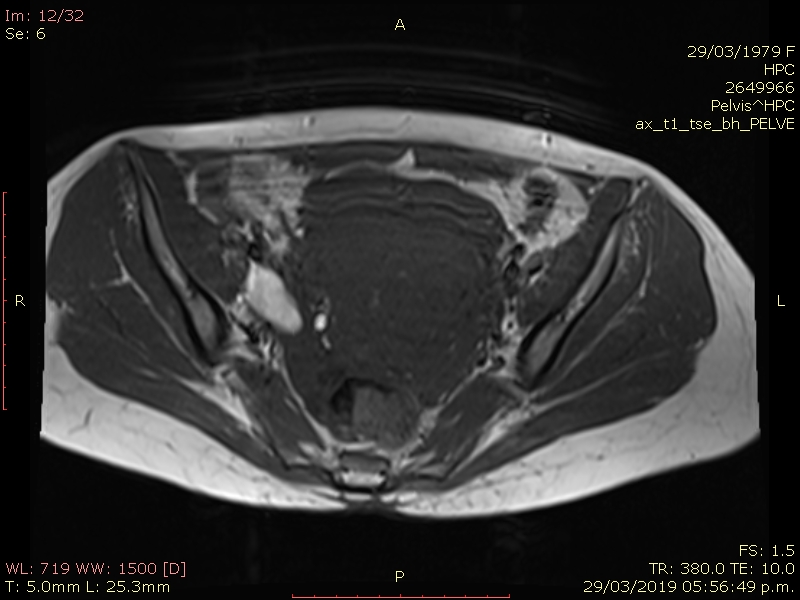 Im: 12/32
Se: 6
A
29/03/1979 F
HPC
2649966
Pelvis^HPC
ax_t1_tse_bh_PELVE
R
L
WL: 719 WW: 1500 [D]
T: 5.0mm L: 25.3mm
P
FS: 1.5
TR: 380.0 TE: 10.0
29/03/2019 05:56:49 p.m.